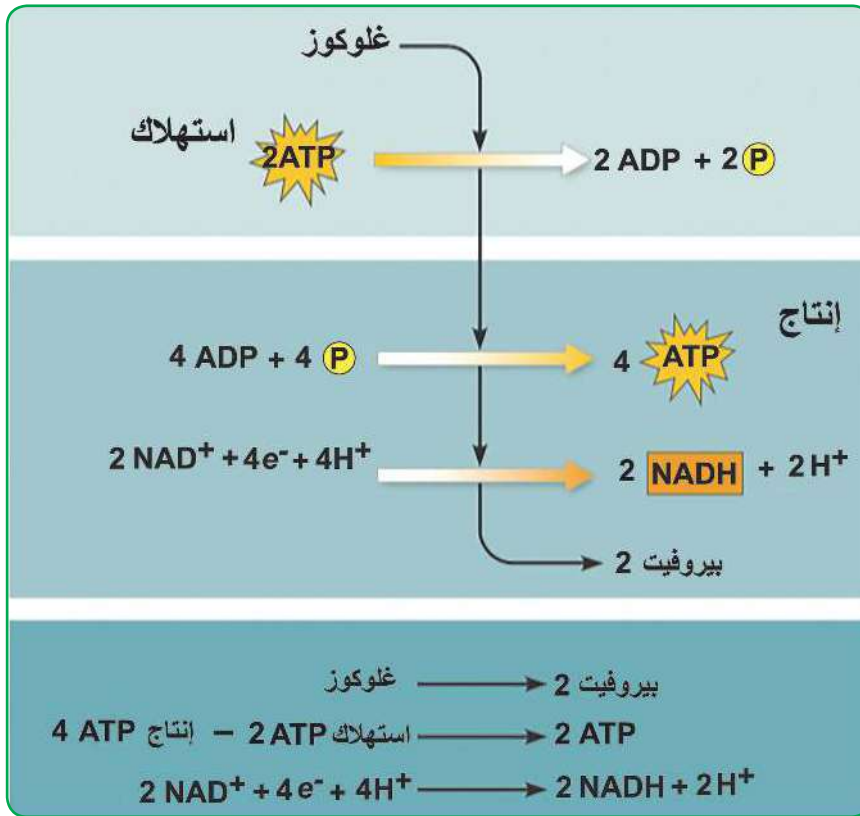 غلوكوز
استهلاك
2ATP 2 ADP + 2 P
إنتاج
4 ADP + 4 P 4 ATP
2 NAD⁺ + 4e⁻ + 4H⁺ 2 NADH + 2H⁺
2 بيروفيت
غلوكوز 2 بيروفيت
4 ATP إنتاج – 2 ATP استهلاك 2 ATP
2 NAD⁺ + 4e⁻ + 4H⁺ 2 NADH + 2H⁺